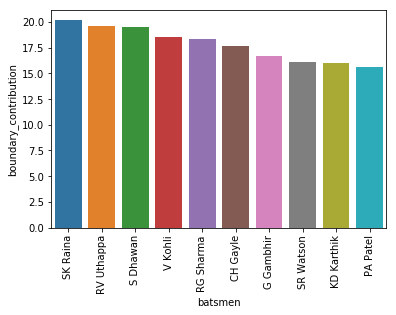 boundary_contribution
20.0
17.5
15.0
12.5
10.0
7.5
5.0
2.5
0.0
SK Raina
RV Uthappa
S Dhawan
V Kohli
RG Sharma
CH Gayle
G Gambhir
SR Watson
KD Karthik
PA Patel
batsmen